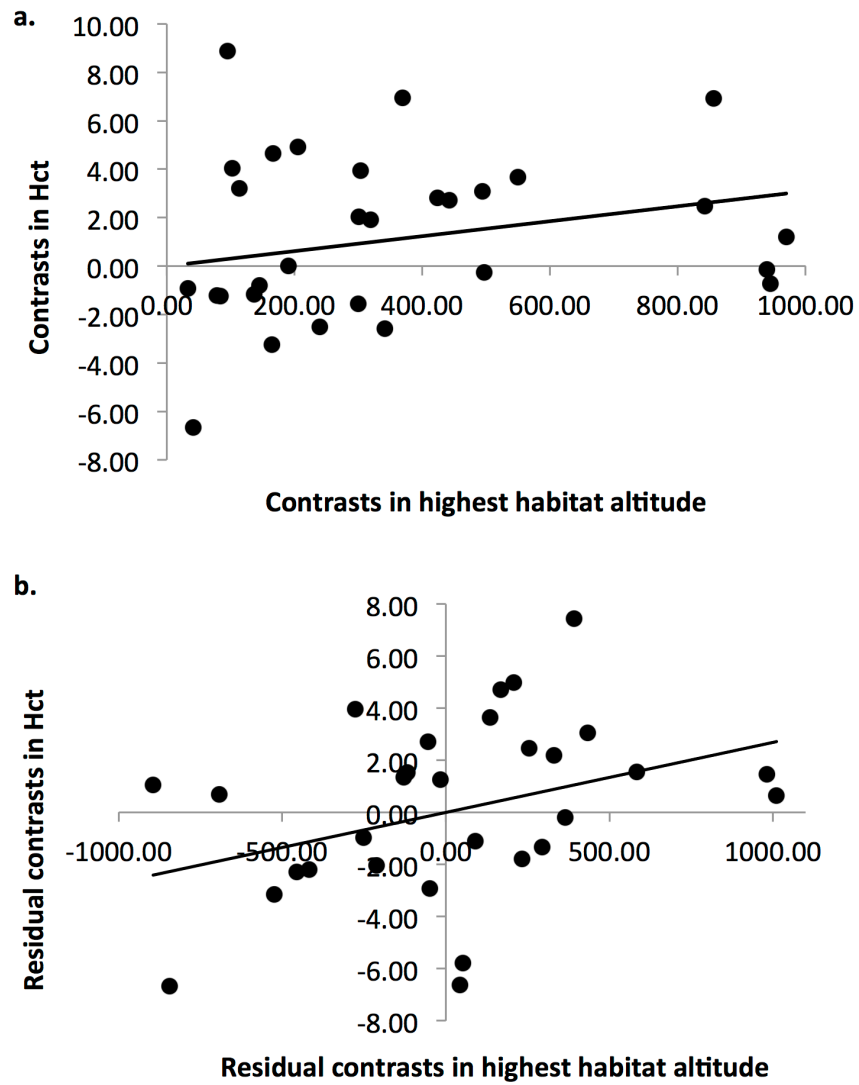 a.
10.00
8.00
6.00
4.00
2.00
0.00
-2.00
-4.00
-6.00
-8.00
0.00 200.00 400.00 600.00 800.00 1000.00
Contrasts in Hct
Contrasts in highest habitat altitude
b.
8.00
6.00
4.00
2.00
0.00
-2.00
-4.00
-6.00
-8.00
-1000.00 -500.00 0.00 500.00 1000.00
Residual contrasts in Hct
Residual contrasts in highest habitat altitude